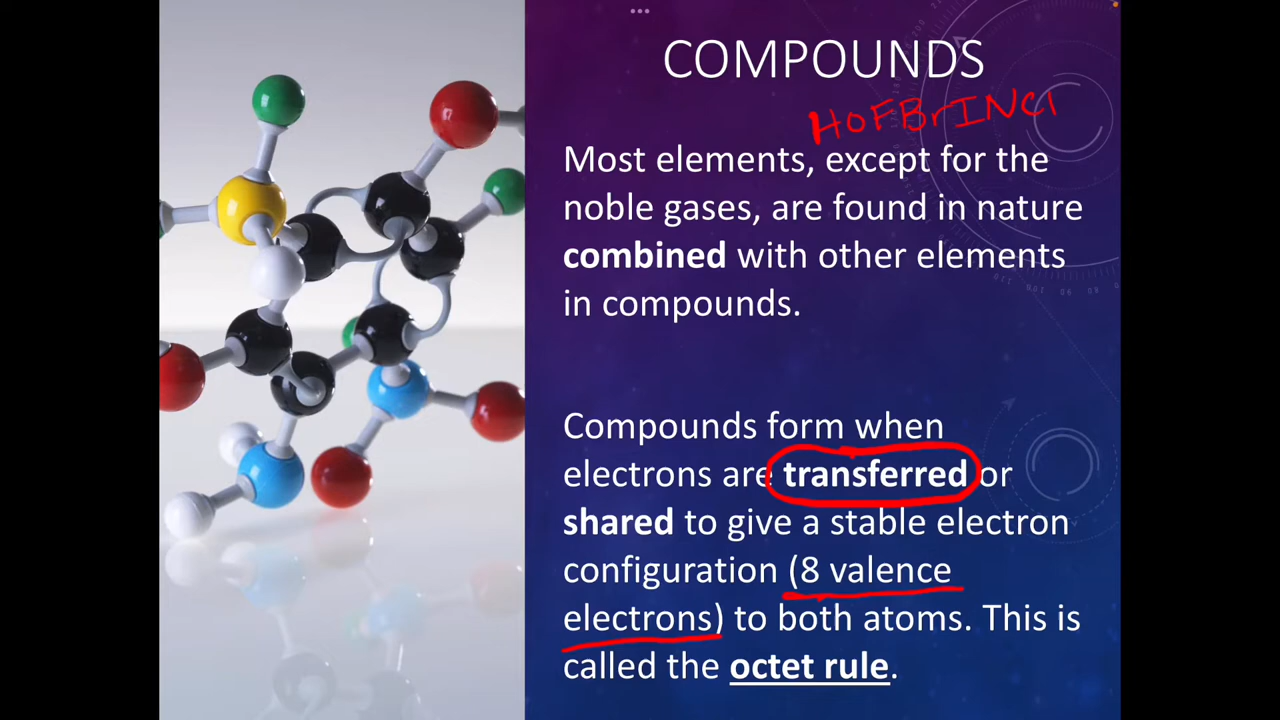 COMPOUNDS
HOFBrINCl
Most elements, except for the
noble gases, are found in nature
combined with other elements
in compounds.
Compounds form when
electrons are transferred or
shared to give a stable electron
configuration (8 valence
electrons) to both atoms. This is
called the octet rule.